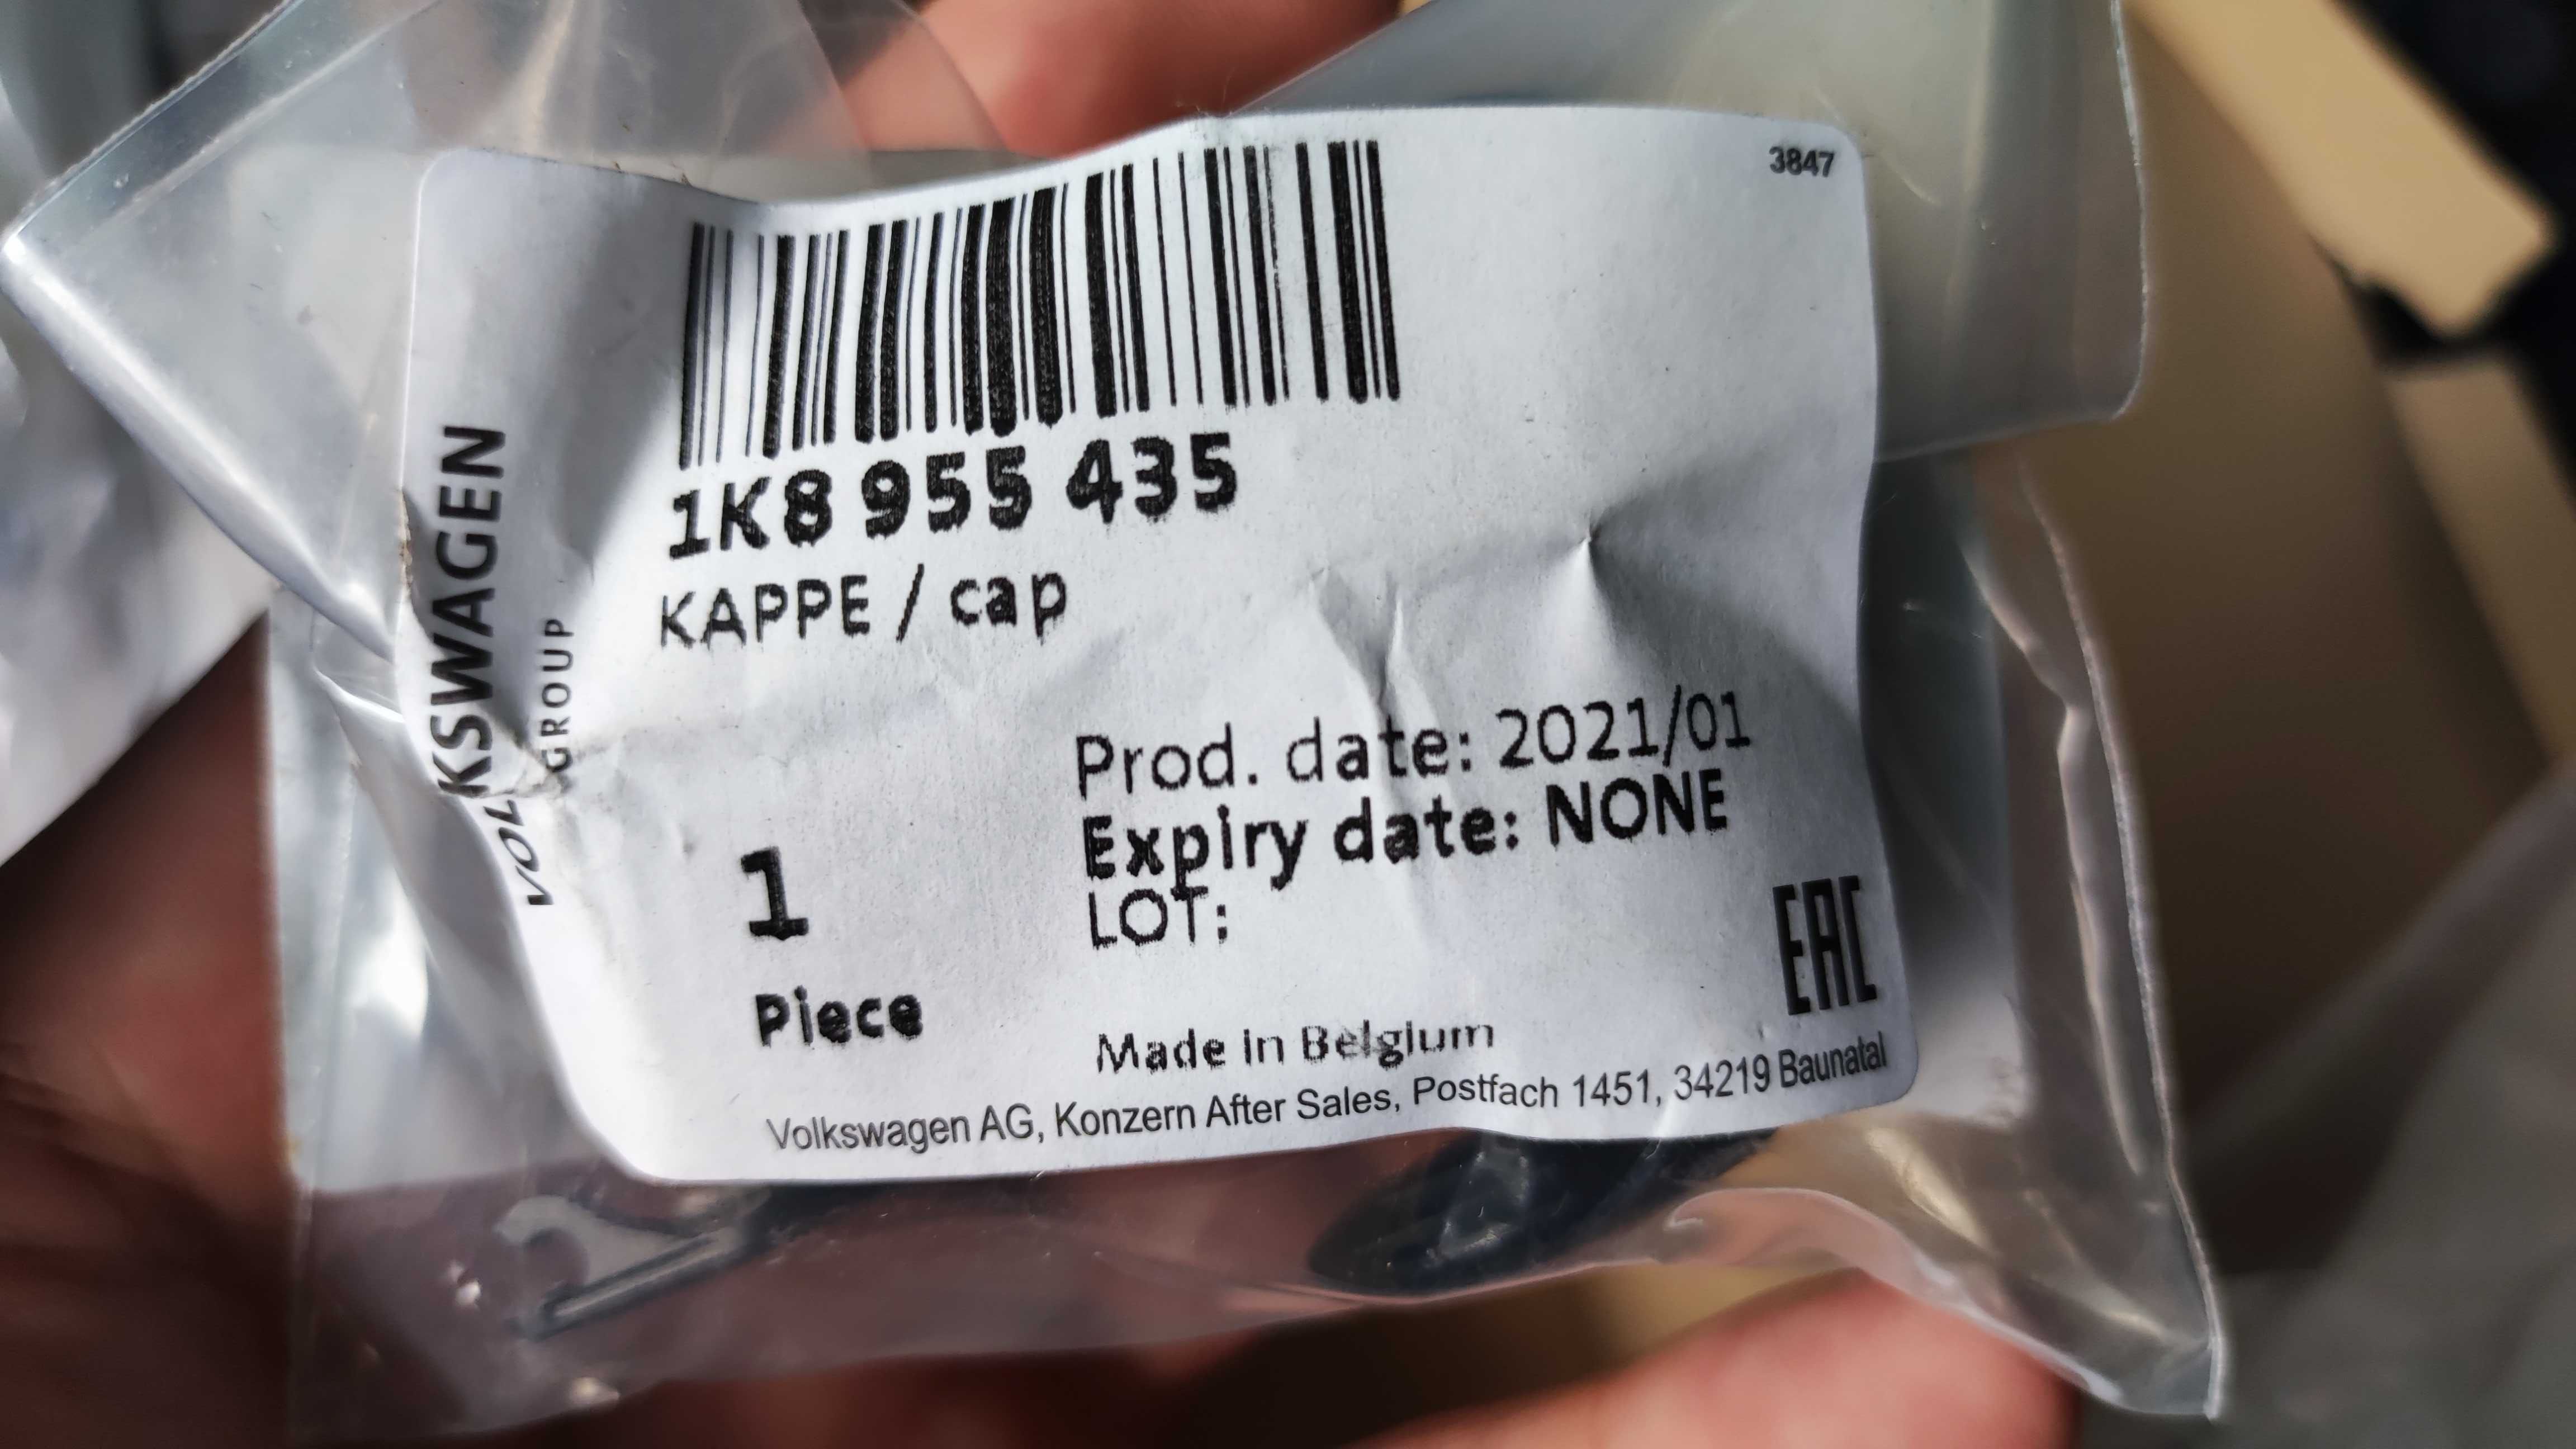 3847
VOLKSWAGEN
GROUP
1K8 955 435
KAPPE / cap
Prod. date: 2021/01
Expiry date: NONE
LOT:
1
Piece
EAC
Made in Belgium
Volkswagen AG, Konzern After Sales, Postfach 1451, 34219 Baunatal